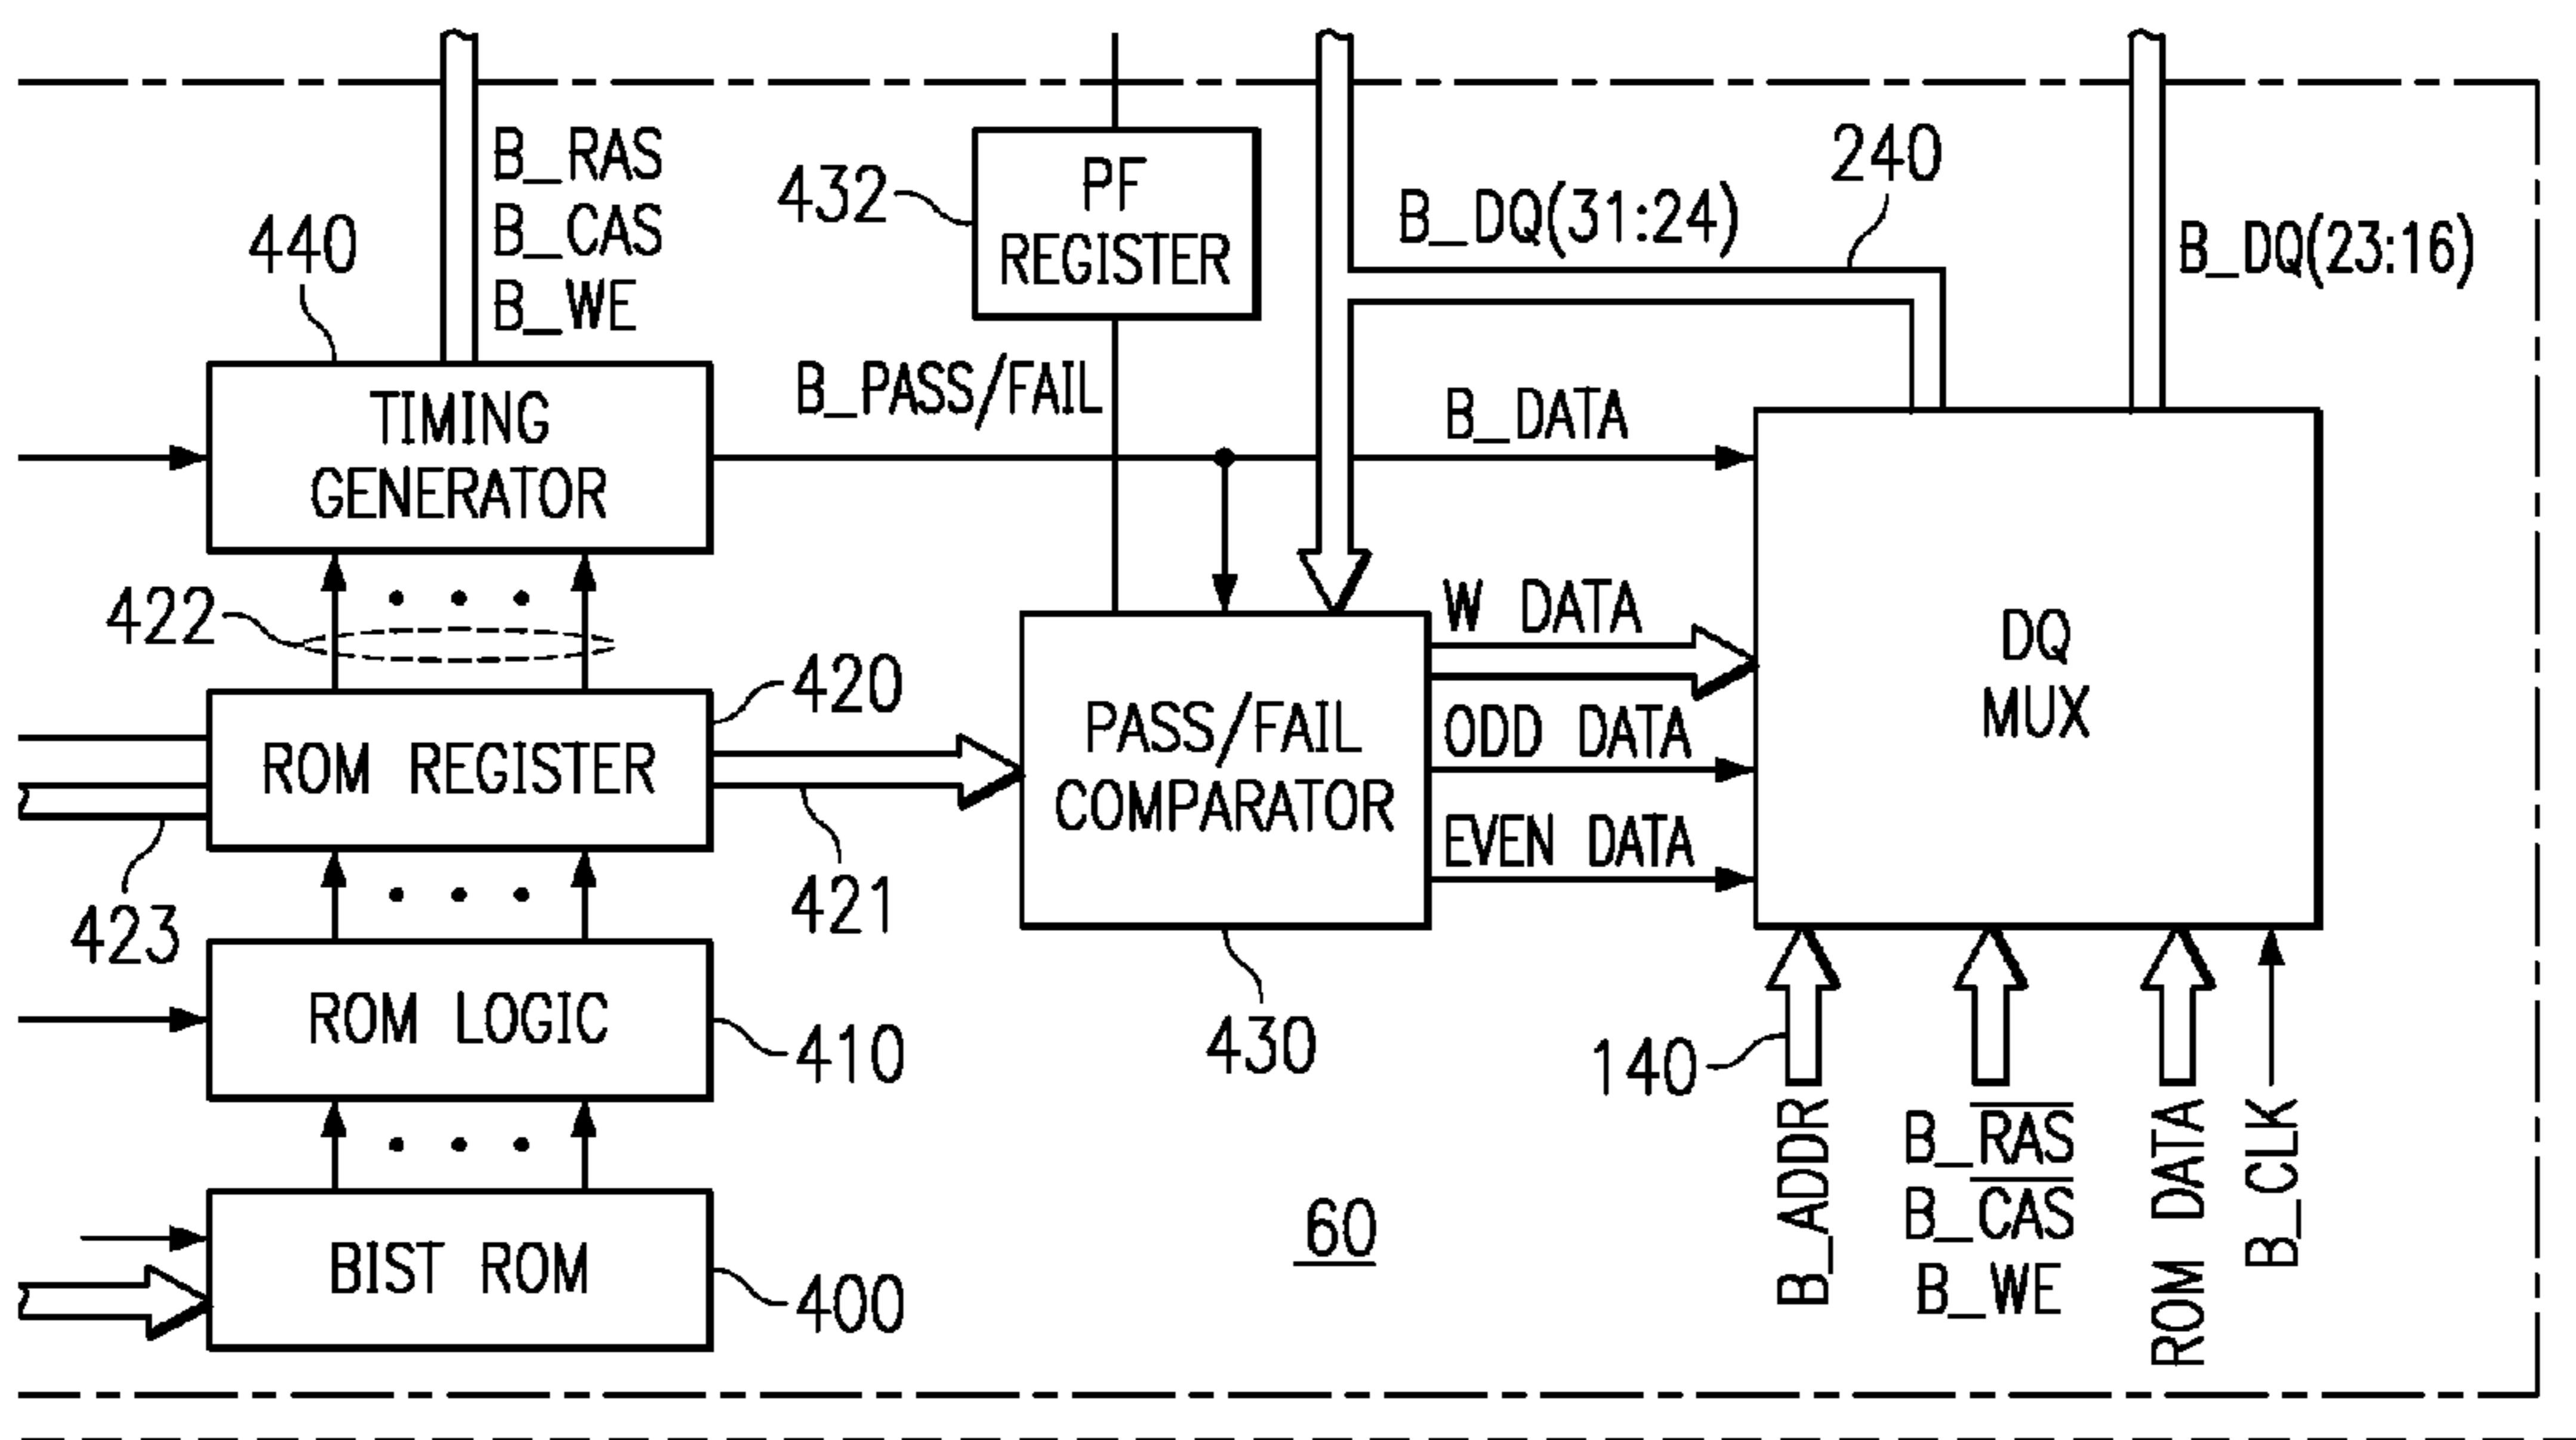 B_RAS
B_CAS
B_WE
440
432
PF
REGISTER
B_DQ(31:24)
240
B_DQ(23:16)
TIMING
GENERATOR
B_PASS/FAIL
B_DATA
422
420
ROM REGISTER
423
421
PASS/FAIL
COMPARATOR
W DATA
ODD DATA
EVEN DATA
DQ
MUX
ROM LOGIC
410
430
140
B_ADDR
B_R̅A̅S̅
B_C̅A̅S̅
B_WE
ROM DATA
B_CLK
BIST ROM
400
60